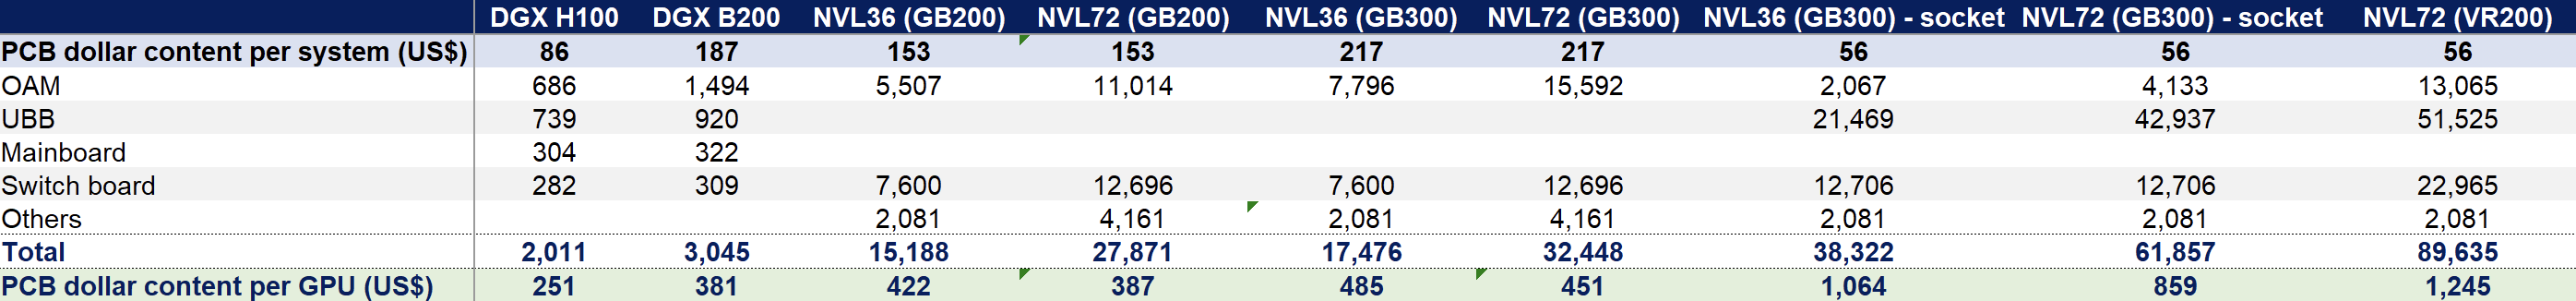 DGX H100 DGX B200 NVL36 (GB200) NVL72 (GB200) NVL36 (GB300) NVL72 (GB300) NVL36 (GB300) - socket NVL72 (GB300) - socket NVL72 (VR200)
PCB dollar content per system (US$) 86 187 153 153 217 217 56 56 56
OAM 686 1,494 5,507 11,014 7,796 15,592 2,067 4,133 13,065
UBB 739 920 21,469 42,937 51,525
Mainboard 304 322
Switch board 282 309 7,600 12,696 7,600 12,696 12,706 12,706 22,965
Others 2,081 4,161 2,081 4,161 2,081 2,081 2,081
Total 2,011 3,045 15,188 27,871 17,476 32,448 38,322 61,857 89,635
PCB dollar content per GPU (US$) 251 381 422 387 485 451 1,064 859 1,245